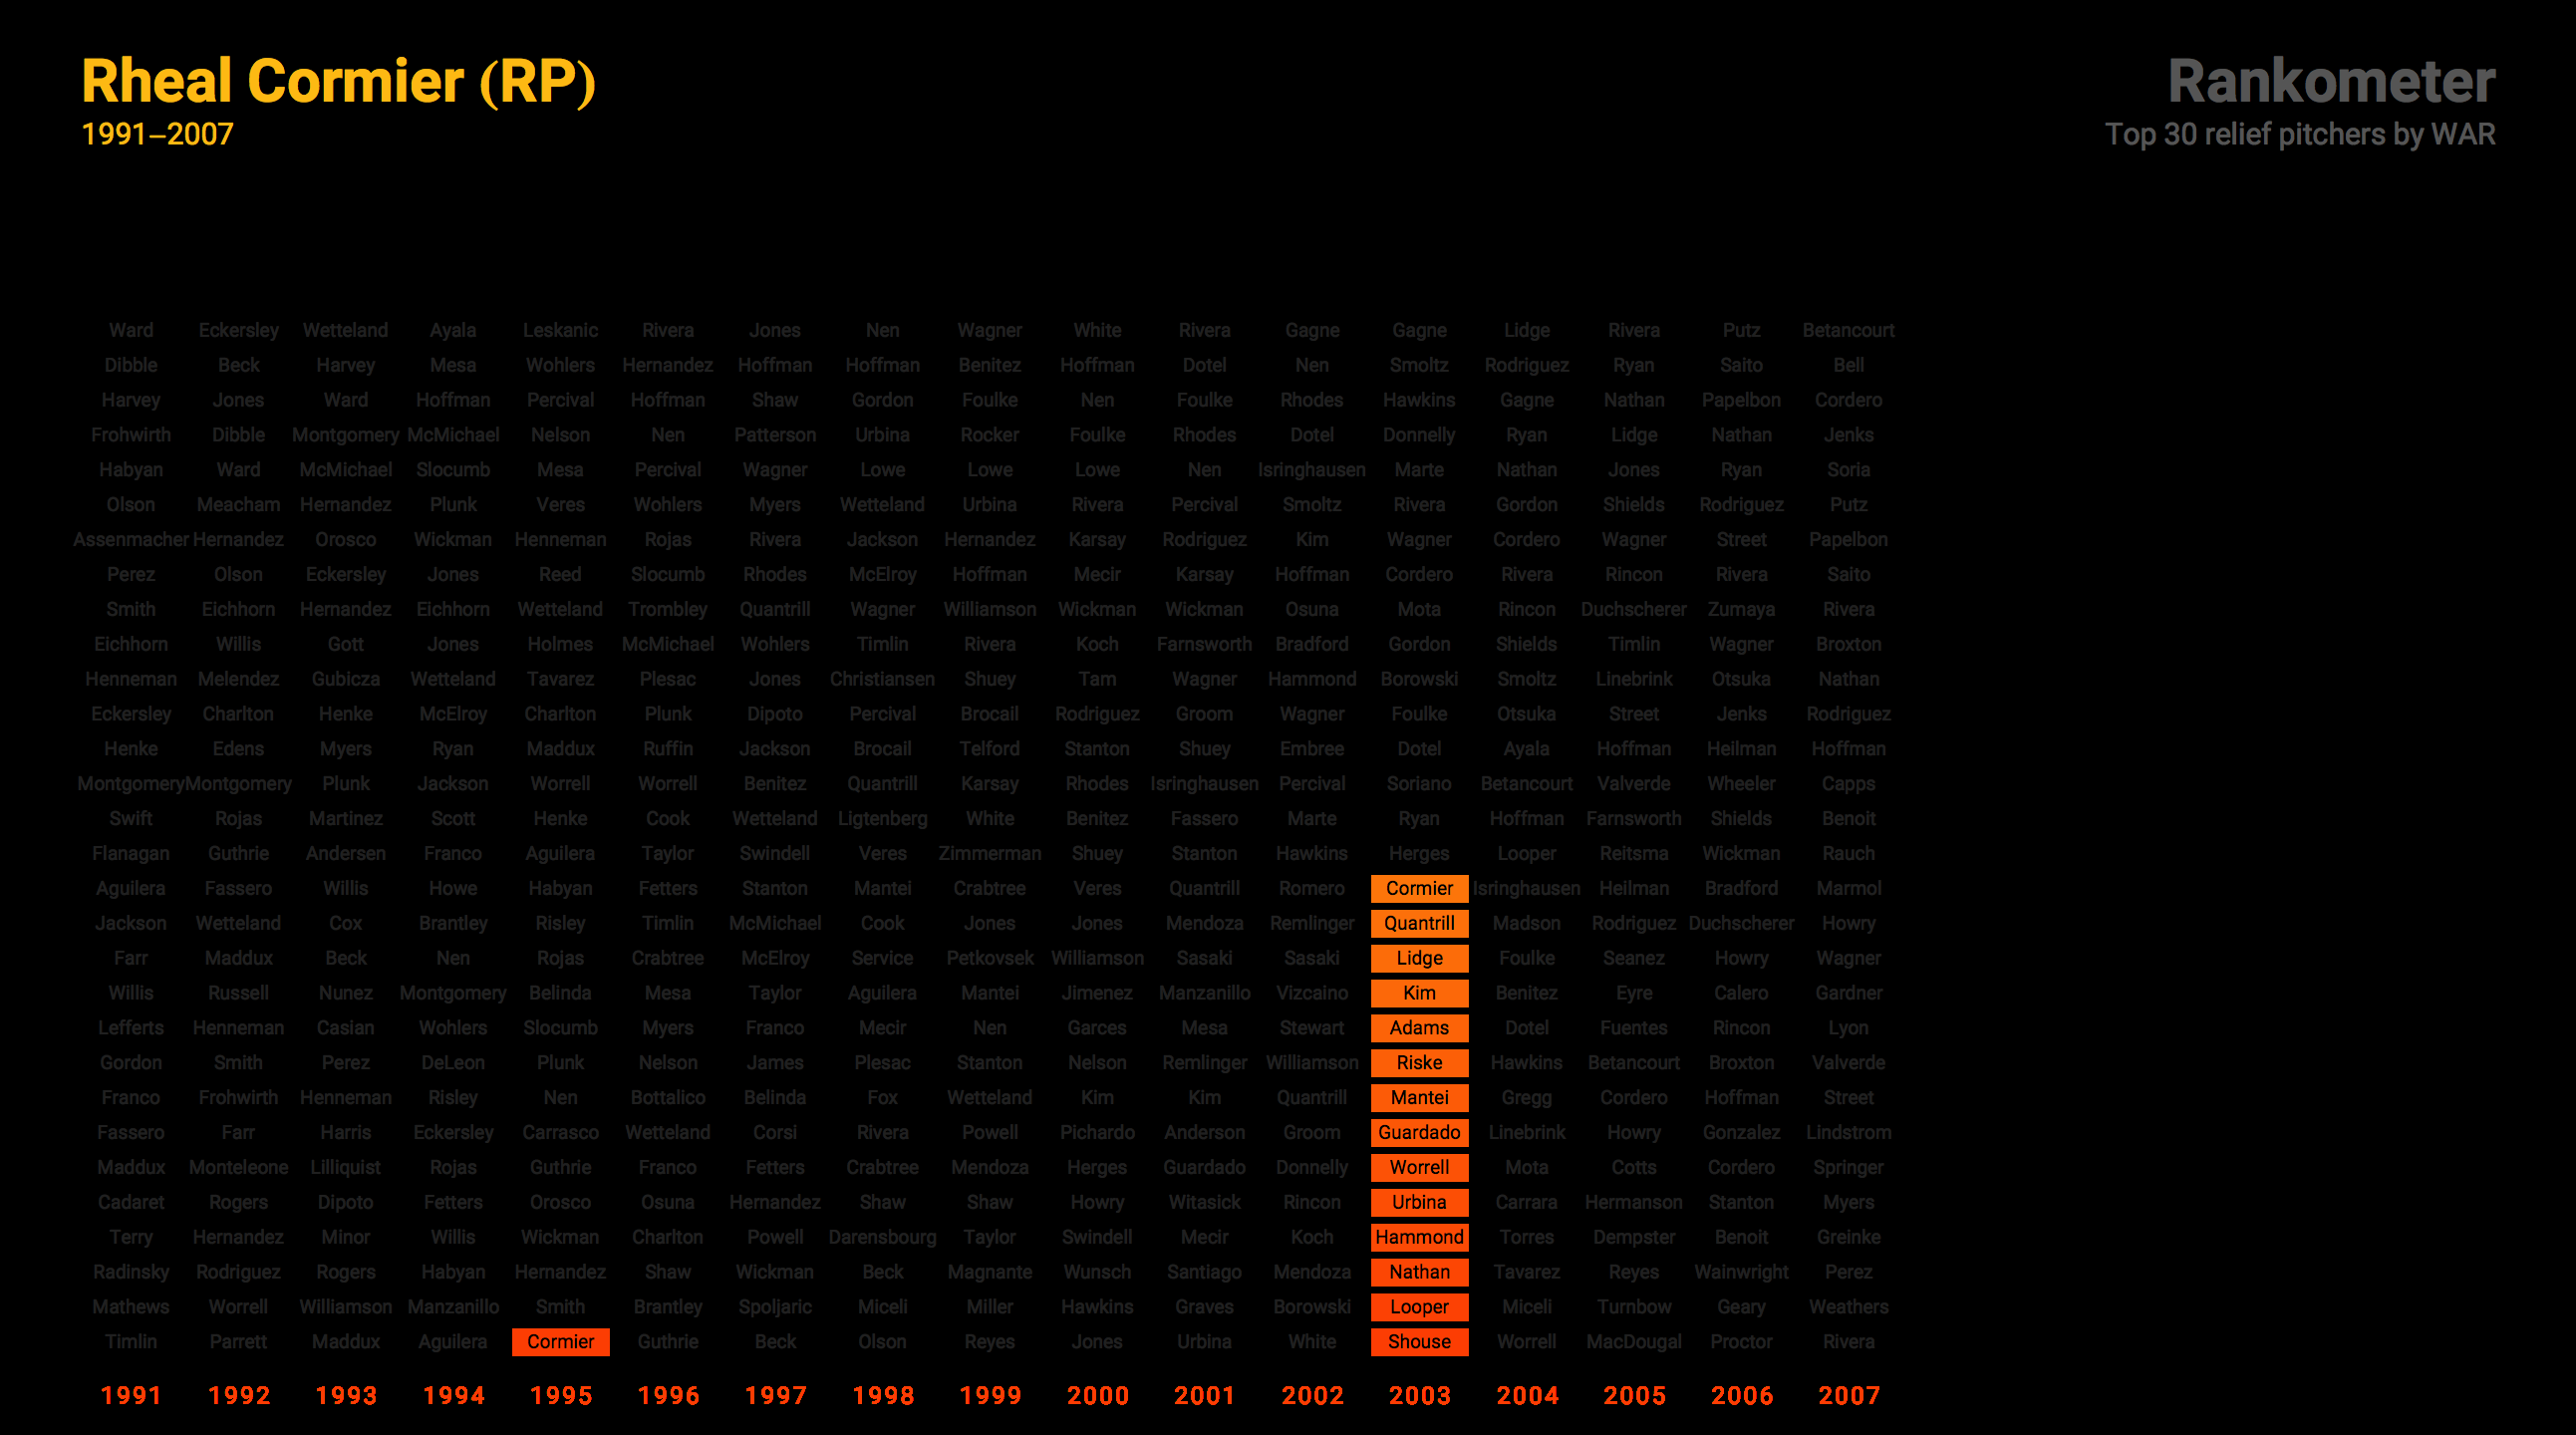 Rheal Cormier (RP)
1991–2007
Rankometer
Top 30 relief pitchers by WAR
Ward Eckersley Wetteland Ayala Leskanic Rivera Jones Nen Wagner White Rivera Gagne Gagne Lidge Rivera Putz Betancourt
Dibble Beck Harvey Mesa Wohlers Hernandez Hoffman Hoffman Benitez Hoffman Dotel Nen Smoltz Rodriguez Ryan Saito Bell
Harvey Jones Ward Hoffman Percival Hoffman Shaw Gordon Foulke Nen Foulke Rhodes Hawkins Gagne Nathan Papelbon Cordero
Frohwirth Dibble Montgomery McMichael Nelson Nen Patterson Urbina Rocker Foulke Rhodes Dotel Donnelly Ryan Lidge Nathan Jenks
Habyan Ward McMichael Slocumb Mesa Percival Wagner Lowe Lowe Lowe Nen Isringhausen Marte Nathan Jones Ryan Soria
Olson Meacham Hernandez Plunk Veres Wohlers Myers Wetteland Urbina Rivera Percival Smoltz Rivera Gordon Shields Rodriguez Putz
Assenmacher Hernandez Orosco Wickman Henneman Rojas Rivera Jackson Hernandez Karsay Rodriguez Kim Wagner Cordero Wagner Street Papelbon
Perez Olson Eckersley Jones Reed Slocumb Rhodes McElroy Hoffman Mecir Karsay Hoffman Cordero Rivera Rincon Rivera Saito
Smith Eichhorn Hernandez Eichhorn Wetteland Trombley Quantrill Wagner Williamson Wickman Wickman Osuna Mota Rincon Duchscherer Zumaya Rivera
Eichhorn Willis Gott Jones Holmes McMichael Wohlers Timlin Rivera Koch Farnsworth Bradford Gordon Shields Timlin Wagner Broxton
Henneman Melendez Gubicza Wetteland Tavarez Plesac Jones Christiansen Shuey Tam Wagner Hammond Borowski Smoltz Linebrink Otsuka Nathan
Eckersley Charlton Henke McElroy Charlton Plunk Dipoto Percival Brocail Rodriguez Groom Wagner Foulke Otsuka Street Jenks Rodriguez
Henke Edens Myers Ryan Maddux Ruffin Jackson Brocail Telford Stanton Shuey Embree Dotel Ayala Hoffman Heilman Hoffman
Montgomery Montgomery Plunk Jackson Worrell Worrell Benitez Quantrill Karsay Rhodes Isringhausen Percival Soriano Betancourt Valverde Wheeler Capps
Swift Rojas Martinez Scott Henke Cook Wetteland Ligtenberg White Benitez Fassero Marte Ryan Hoffman Farnsworth Shields Benoit
Flanagan Guthrie Andersen Franco Aguilera Taylor Swindell Veres Zimmerman Shuey Stanton Hawkins Herges Looper Reitsma Wickman Rauch
Aguilera Fassero Willis Howe Habyan Fetters Stanton Mantei Crabtree Veres Quantrill Romero Cormier Isringhausen Heilman Bradford Marmol
Jackson Wetteland Cox Brantley Risley Timlin McMichael Cook Jones Jones Mendoza Remlinger Quantrill Madson Rodriguez Duchscherer Howry
Farr Maddux Beck Nen Rojas Crabtree McElroy Service Petkovsek Williamson Sasaki Sasaki Lidge Foulke Seanez Howry Wagner
Willis Russell Nunez Montgomery Belinda Mesa Taylor Aguilera Mantei Jimenez Manzanillo Vizcaino Kim Benitez Eyre Calero Gardner
Lefferts Henneman Casian Wohlers Slocumb Myers Franco Mecir Nen Garces Mesa Stewart Adams Dotel Fuentes Rincon Lyon
Gordon Smith Perez DeLeon Plunk Nelson James Plesac Stanton Nelson Remlinger Williamson Riske Hawkins Betancourt Broxton Valverde
Franco Frohwirth Henneman Risley Nen Bottalico Belinda Fox Wetteland Kim Kim Quantrill Mantei Gregg Cordero Hoffman Street
Fassero Farr Harris Eckersley Carrasco Wetteland Corsi Rivera Powell Pichardo Anderson Groom Guardado Linebrink Howry Gonzalez Lindstrom
Maddux Monteleone Lilliquist Rojas Guthrie Franco Fetters Crabtree Mendoza Herges Guardado Donnelly Worrell Mota Cotts Cordero Springer
Cadaret Rogers Dipoto Fetters Orosco Osuna Hernandez Shaw Shaw Howry Witasick Rincon Urbina Carrara Hermanson Stanton Myers
Terry Hernandez Minor Willis Wickman Charlton Powell Darensbourg Taylor Swindell Mecir Koch Hammond Torres Dempster Benoit Greinke
Radinsky Rodriguez Rogers Habyan Hernandez Shaw Wickman Beck Magnante Wunsch Santiago Mendoza Nathan Tavarez Reyes Wainwright Perez
Mathews Worrell Williamson Manzanillo Smith Brantley Spoljaric Miceli Miller Hawkins Graves Borowski Looper Miceli Turnbow Geary Weathers
Timlin Parrett Maddux Aguilera Cormier Guthrie Beck Olson Reyes Jones Urbina White Shouse Worrell MacDougal Proctor Rivera
1991 1992 1993 1994 1995 1996 1997 1998 1999 2000 2001 2002 2003 2004 2005 2006 2007